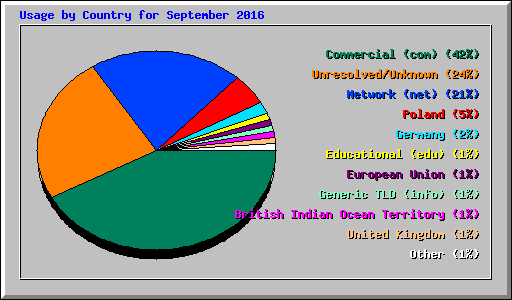 Usage by Country for September 2016
Commercial (com) (42%)
Unresolved/Unknown (24%)
Network (net) (21%)
Poland (5%)
Germany (2%)
Educational (edu) (1%)
European Union (1%)
Generic TLD (info) (1%)
British Indian Ocean Territory (1%)
United Kingdom (1%)
Other (1%)